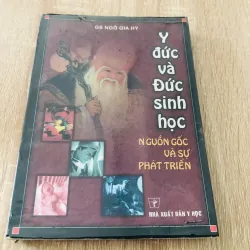 GS NGÔ GIA HY
Y
đức
và
Đức
sinh
học
NGUỒN GỐC
VÀ SỰ
PHÁT TRIỂN
NHÀ XUẤT BẢN Y HỌC